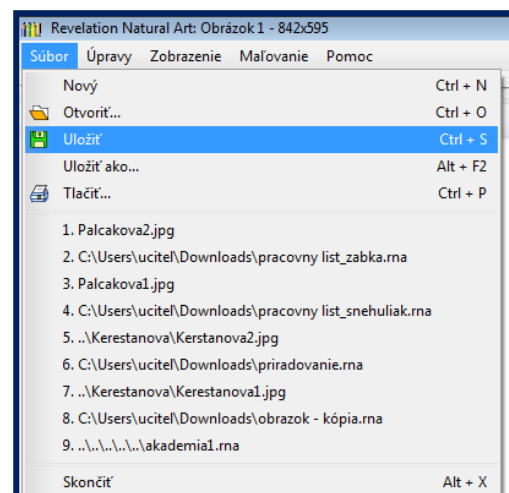 Revelation Natural Art: Obrázok 1 - 842x595
Súbor Úpravy Zobrazenie Maľovanie Pomoc
Nový Ctrl + N
Otvoriť... Ctrl + O
Uložiť Ctrl + S
Uložiť ako... Alt + F2
Tlačiť... Ctrl + P
1. Palcakova2.jpg
2. C:\Users\ucitel\Downloads\pracovny list_zabka.rna
3. Palcakova1.jpg
4. C:\Users\ucitel\Downloads\pracovny list_snehuliak.rna
5. ..\Kerestanova\Kerstanova2.jpg
6. C:\Users\ucitel\Downloads\priradovanie.rna
7. ..\Kerestanova\Kerestanova1.jpg
8. C:\Users\ucitel\Downloads\obrazok - kópia.rna
9. ..\..\..\..\..\akademia1.rna
Skončiť Alt + X